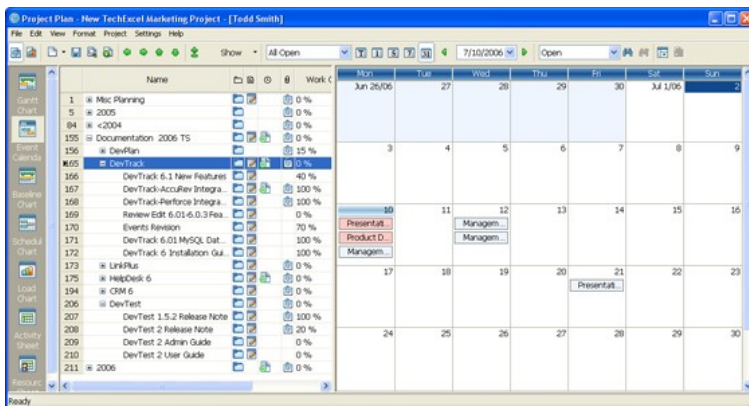 Project Plan - New TechExcel Marketing Project - [Todd Smith]
File Edit View Format Project Settings Help
Show All Open 7/10/2006 Open
Gantt Chart
Event Calenda
Baseline Chart
Schedul Chart
Load Chart
Activity Sheet
Resourc
Name Work C
1 Misc Planning 0 %
5 2005 0 %
84 <2004 0 %
155 Documentation 2006 TS 0 %
156 DevPlan 15 %
165 DevTrack 0 %
166 DevTrack 6.1 New Features 40 %
167 DevTrack-AccuRev Integra... 100 %
168 DevTrack-Perforce Integra... 100 %
169 Review Edit 6.01-6.0.3 Fea... 0 %
170 Events Revision 70 %
171 DevTrack 6.01 MySQL Dat... 100 %
172 DevTrack 6 Installation Gui... 100 %
173 LinkPlus 0 %
175 HelpDesk 6 0 %
194 CRM 6 0 %
206 DevTest 0 %
207 DevTest 1.5.2 Release Note 100 %
208 DevTest 2 Release Note 20 %
209 DevTest 2 Admin Guide 0 %
210 DevTest 2 User Guide 0 %
211 2006 0 %
Mon Tue Wed Thu Fri Sat Sun
Jun 26/06 27 28 29 30 Jul 1/06 2
3 4 5 6 7 8 9
10 11 12 13 14 15 16
Presentati... Managem...
Product D... Managem...
Managem...
17 18 19 20 21 22 23
Presentati...
24 25 26 27 28 29 30
Ready